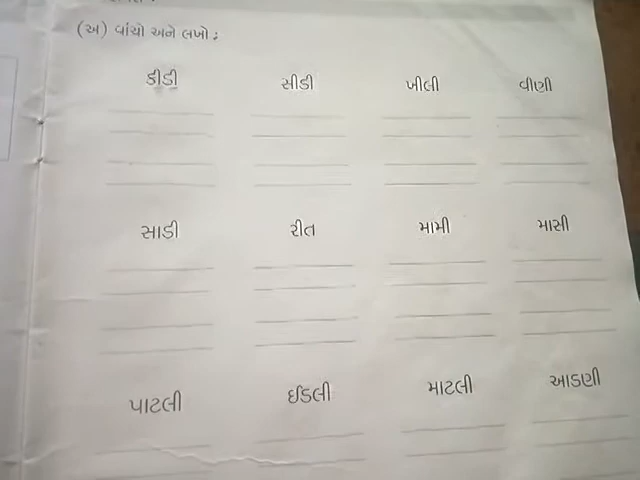 (અ) વાંચો અને લખો :
કીડી સીડી ખીલી વીણી
સાડી રીત મામી માસી
પાટલી ઈડલી માટલી આડણી